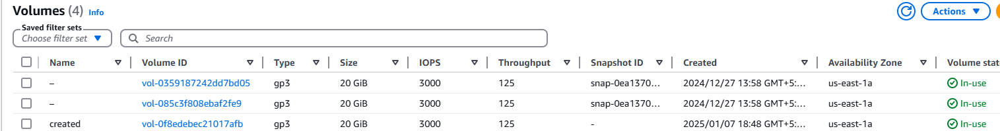 Volumes (4) Info
Actions
Saved filter sets
Choose filter set Search
Name Volume ID Type Size IOPS Throughput Snapshot ID Created Availability Zone Volume state
– vol-0359187242dd7bd05 gp3 20 GiB 3000 125 snap-0ea1370... 2024/12/27 13:58 GMT+5:... us-east-1a In-use
– vol-085c3f808ebaf2fe9 gp3 20 GiB 3000 125 snap-0ea1370... 2024/12/27 13:58 GMT+5:... us-east-1a In-use
created vol-0f8edebec21017afb gp3 20 GiB 3000 125 - 2025/01/07 18:48 GMT+5:... us-east-1a In-use